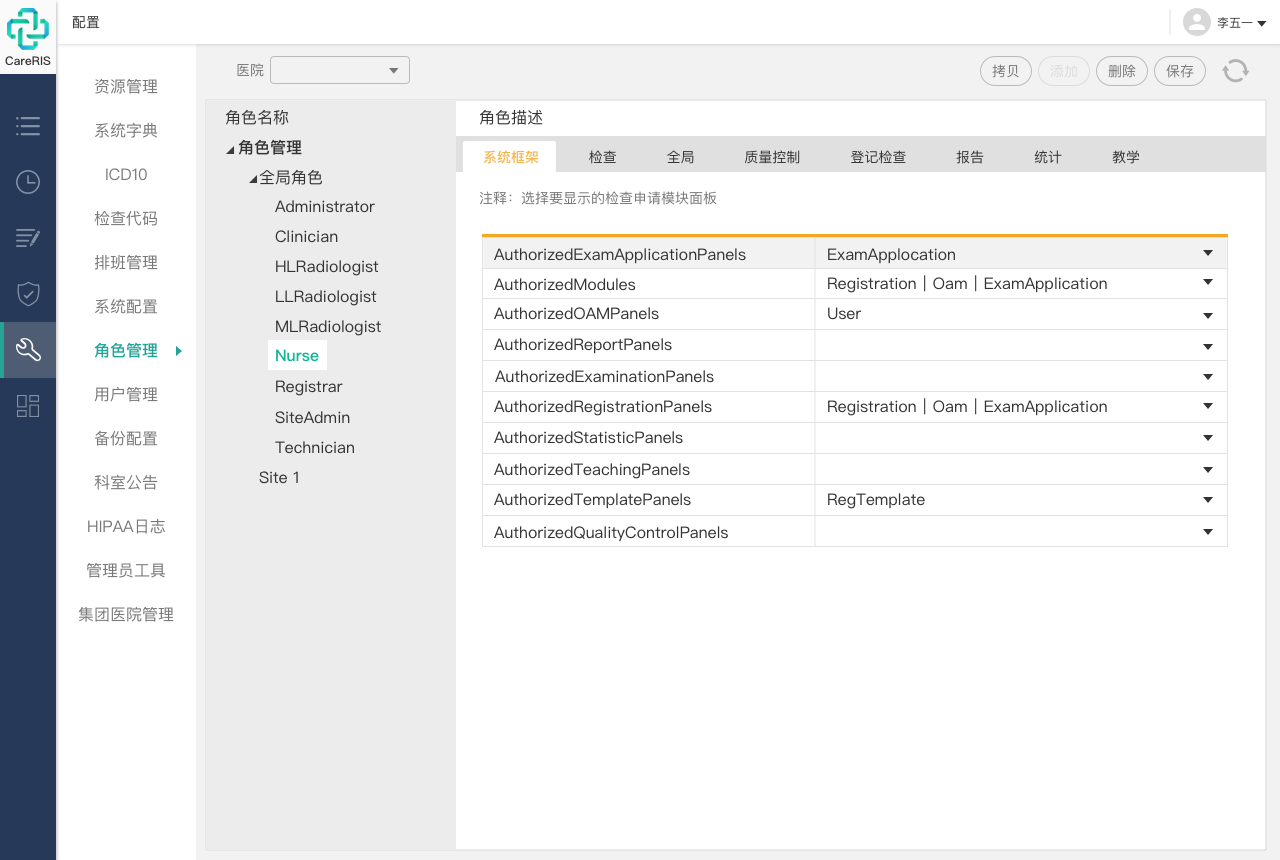 配置
李五一
CareRIS
资源管理
系统字典
ICD10
检查代码
排班管理
系统配置
角色管理
用户管理
备份配置
科室公告
HIPAA日志
管理员工具
集团医院管理
医院
拷贝 添加 删除 保存
角色名称
角色管理
全局角色
Administrator
Clinician
HLRadiologist
LLRadiologist
MLRadiologist
Nurse
Registrar
SiteAdmin
Technician
Site 1
角色描述
系统框架 检查 全局 质量控制 登记检查 报告 统计 教学
注释：选择要显示的检查申请模块面板
AuthorizedExamApplicationPanels ExamApplocation
AuthorizedModules Registration | Oam | ExamApplication
AuthorizedOAMPanels User
AuthorizedReportPanels
AuthorizedExaminationPanels
AuthorizedRegistrationPanels Registration | Oam | ExamApplication
AuthorizedStatisticPanels
AuthorizedTeachingPanels
AuthorizedTemplatePanels RegTemplate
AuthorizedQualityControlPanels